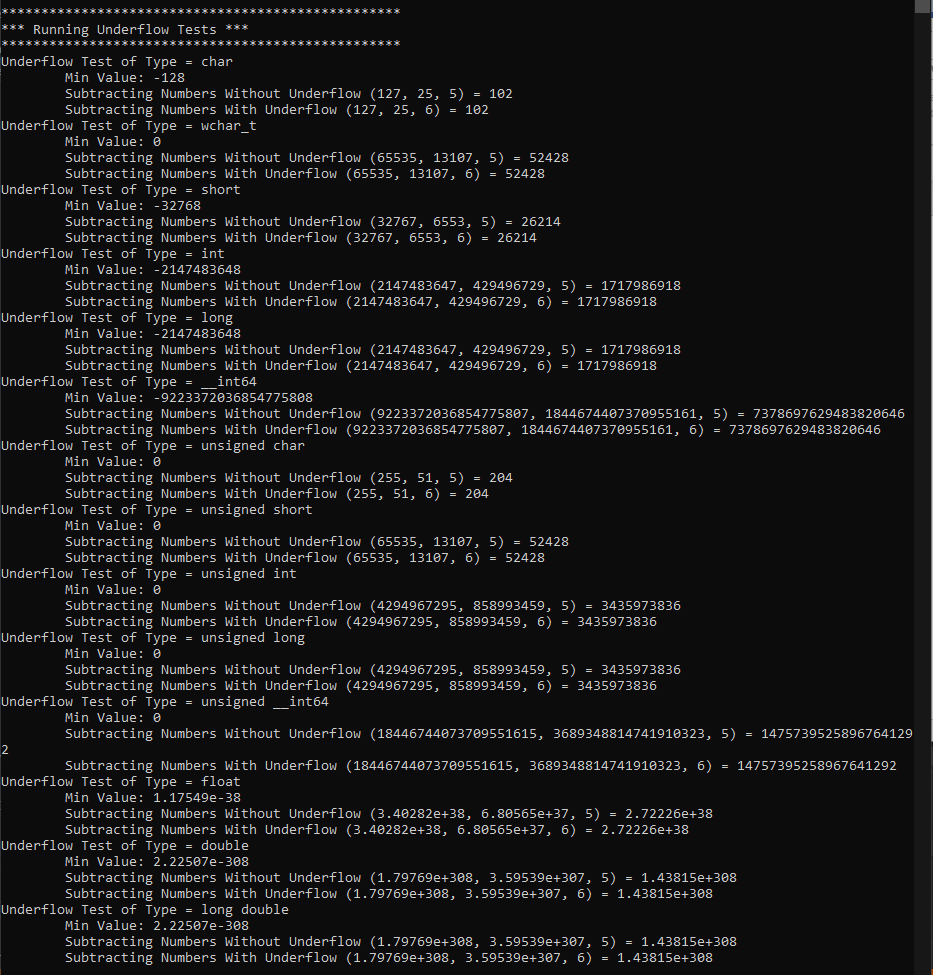 **************************************************
*** Running Underflow Tests ***
**************************************************
Underflow Test of Type = char
        Min Value: -128
        Subtracting Numbers Without Underflow (127, 25, 5) = 102
        Subtracting Numbers With Underflow (127, 25, 6) = 102
Underflow Test of Type = wchar_t
        Min Value: 0
        Subtracting Numbers Without Underflow (65535, 13107, 5) = 52428
        Subtracting Numbers With Underflow (65535, 13107, 6) = 52428
Underflow Test of Type = short
        Min Value: -32768
        Subtracting Numbers Without Underflow (32767, 6553, 5) = 26214
        Subtracting Numbers With Underflow (32767, 6553, 6) = 26214
Underflow Test of Type = int
        Min Value: -2147483648
        Subtracting Numbers Without Underflow (2147483647, 429496729, 5) = 1717986918
        Subtracting Numbers With Underflow (2147483647, 429496729, 6) = 1717986918
Underflow Test of Type = long
        Min Value: -2147483648
        Subtracting Numbers Without Underflow (2147483647, 429496729, 5) = 1717986918
        Subtracting Numbers With Underflow (2147483647, 429496729, 6) = 1717986918
Underflow Test of Type = __int64
        Min Value: -9223372036854775808
        Subtracting Numbers Without Underflow (9223372036854775807, 1844674407370955161, 5) = 7378697629483820646
        Subtracting Numbers With Underflow (9223372036854775807, 1844674407370955161, 6) = 7378697629483820646
Underflow Test of Type = unsigned char
        Min Value: 0
        Subtracting Numbers Without Underflow (255, 51, 5) = 204
        Subtracting Numbers With Underflow (255, 51, 6) = 204
Underflow Test of Type = unsigned short
        Min Value: 0
        Subtracting Numbers Without Underflow (65535, 13107, 5) = 52428
        Subtracting Numbers With Underflow (65535, 13107, 6) = 52428
Underflow Test of Type = unsigned int
        Min Value: 0
        Subtracting Numbers Without Underflow (4294967295, 858993459, 5) = 3435973836
        Subtracting Numbers With Underflow (4294967295, 858993459, 6) = 3435973836
Underflow Test of Type = unsigned long
        Min Value: 0
        Subtracting Numbers Without Underflow (4294967295, 858993459, 5) = 3435973836
        Subtracting Numbers With Underflow (4294967295, 858993459, 6) = 3435973836
Underflow Test of Type = unsigned __int64
        Min Value: 0
        Subtracting Numbers Without Underflow (18446744073709551615, 3689348814741910323, 5) = 1475739525896764129
2
        Subtracting Numbers With Underflow (18446744073709551615, 3689348814741910323, 6) = 14757395258967641292
Underflow Test of Type = float
        Min Value: 1.17549e-38
        Subtracting Numbers Without Underflow (3.40282e+38, 6.80565e+37, 5) = 2.72226e+38
        Subtracting Numbers With Underflow (3.40282e+38, 6.80565e+37, 6) = 2.72226e+38
Underflow Test of Type = double
        Min Value: 2.22507e-308
        Subtracting Numbers Without Underflow (1.79769e+308, 3.59539e+307, 5) = 1.43815e+308
        Subtracting Numbers With Underflow (1.79769e+308, 3.59539e+307, 6) = 1.43815e+308
Underflow Test of Type = long double
        Min Value: 2.22507e-308
        Subtracting Numbers Without Underflow (1.79769e+308, 3.59539e+307, 5) = 1.43815e+308
        Subtracting Numbers With Underflow (1.79769e+308, 3.59539e+307, 6) = 1.43815e+308